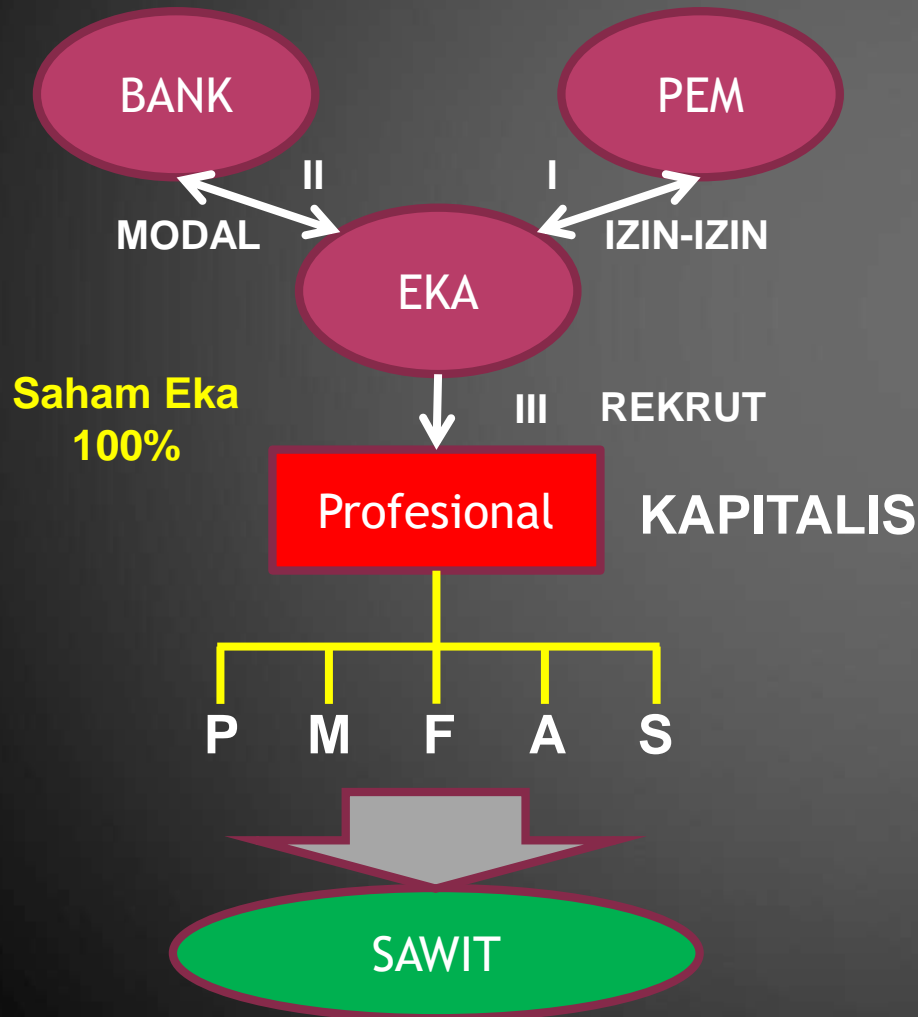 BANK
PEM
II
I
MODAL
IZIN-IZIN
EKA
Saham Eka
100%
III
REKRUT
Profesional
KAPITALIS
P M F A S
SAWIT